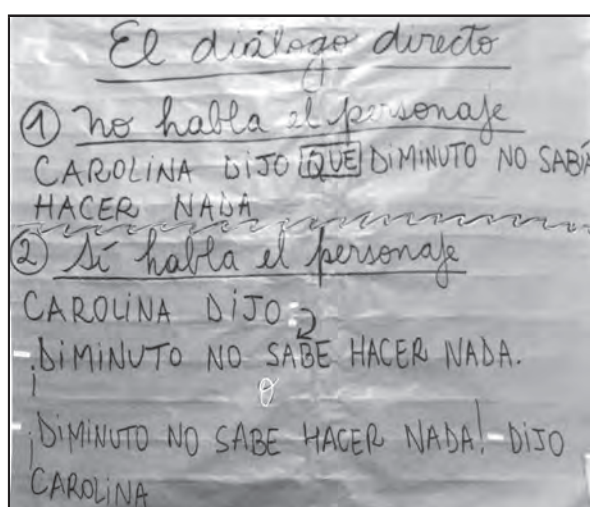 El diálogo directo
① No habla el personaje
CAROLINA DIJO QUE DIMINUTO NO SABÍA
HACER NADA
② Sí habla el personaje
CAROLINA DIJO:
-¡DIMINUTO NO SABE HACER NADA.
O
-¡DIMINUTO NO SABE HACER NADA!-DIJO
CAROLINA